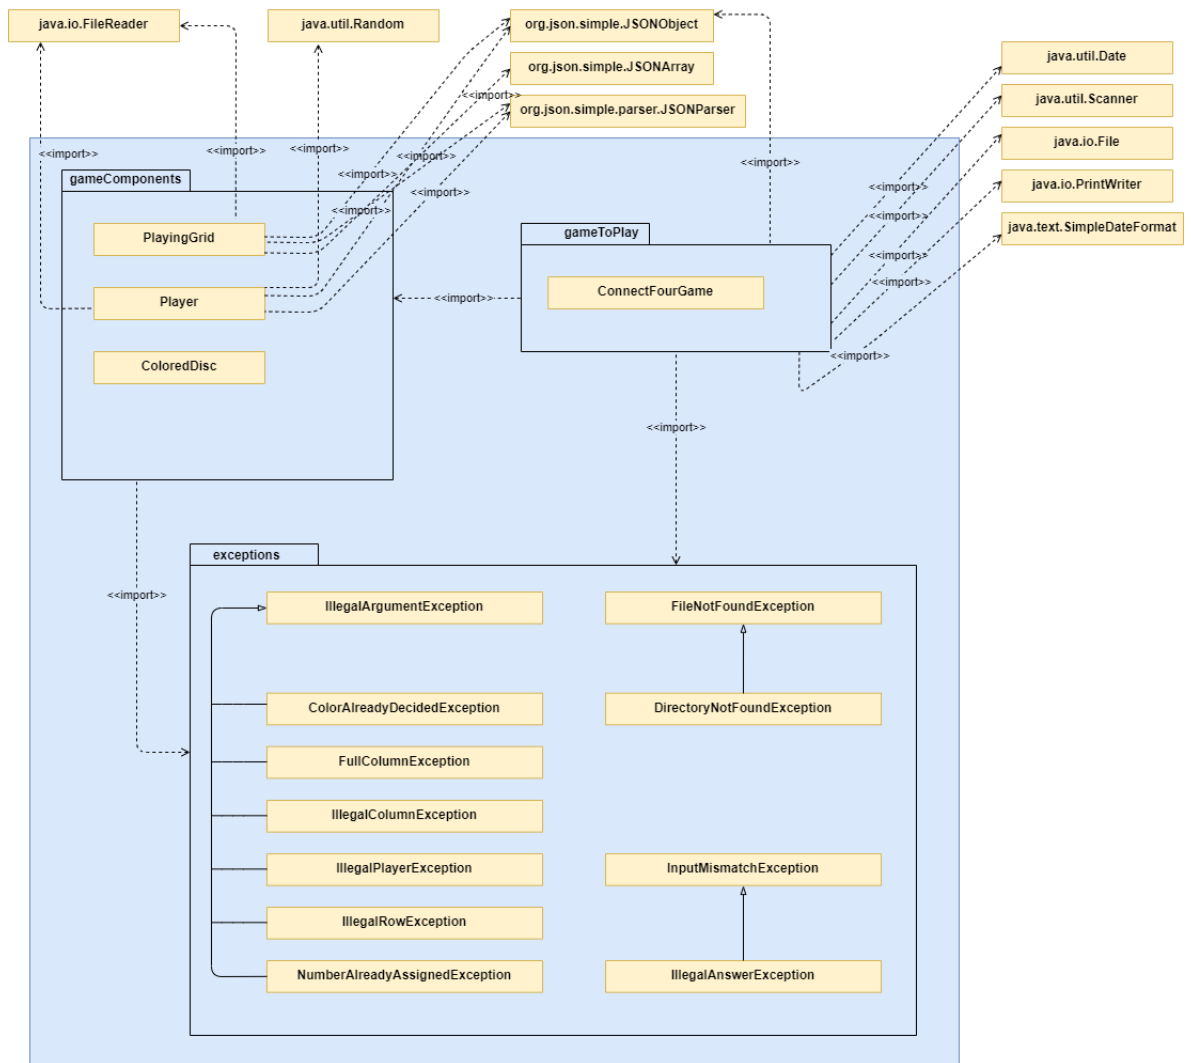 java.io.FileReader
java.util.Random
org.json.simple.JSONObject
java.util.Date
org.json.simple.JSONArray
java.util.Scanner
<<import>>
org.json.simple.parser.JSONParser
java.io.File
<<import>>
<<import>>
<<import>>
<<import>>
<<import>>
gameComponents
<<import>>
java.io.PrintWriter
<<import>>
<<import>>
<<import>>
<<import>>
java.text.SimpleDateFormat
PlayingGrid
gameToPlay
<<import>>
<<import>>
ConnectFourGame
Player
<<import>>
<<import>>
ColoredDisc
<<import>>
exceptions
<<import>>
IllegalArgumentException
FileNotFoundException
ColorAlreadyDecidedException
DirectoryNotFoundException
FullColumnException
IllegalColumnException
IllegalPlayerException
InputMismatchException
IllegalRowException
NumberAlreadyAssignedException
IllegalAnswerException